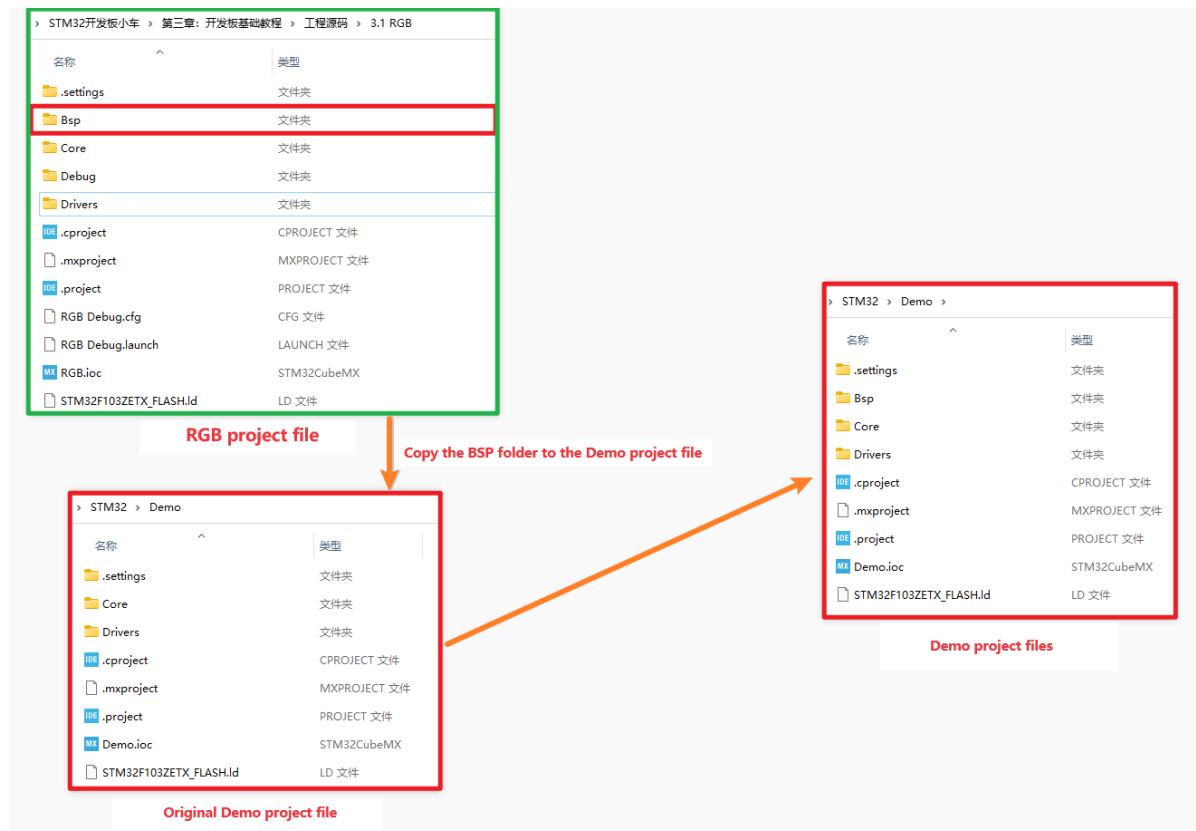 › STM32开发板小车 › 第三章：开发板基础教程 › 工程源码 › 3.1 RGB
名称 类型
.settings 文件夹
Bsp 文件夹
Core 文件夹
Debug 文件夹
Drivers 文件夹
IDE .cproject CPROJECT 文件
.mxproject MXPROJECT 文件
IDE .project PROJECT 文件
RGB Debug.cfg CFG 文件
RGB Debug.launch LAUNCH 文件
MX RGB.ioc STM32CubeMX
STM32F103ZETX_FLASH.ld LD 文件
RGB project file
Copy the BSP folder to the Demo project file
› STM32 › Demo
名称 类型
.settings 文件夹
Core 文件夹
Drivers 文件夹
IDE .cproject CPROJECT 文件
.mxproject MXPROJECT 文件
IDE .project PROJECT 文件
MX Demo.ioc STM32CubeMX
STM32F103ZETX_FLASH.ld LD 文件
Original Demo project file
› STM32 › Demo ›
名称 类型
.settings 文件夹
Bsp 文件夹
Core 文件夹
Drivers 文件夹
IDE .cproject CPROJECT 文件
.mxproject MXPROJECT 文件
IDE .project PROJECT 文件
MX Demo.ioc STM32CubeMX
STM32F103ZETX_FLASH.ld LD 文件
Demo project files